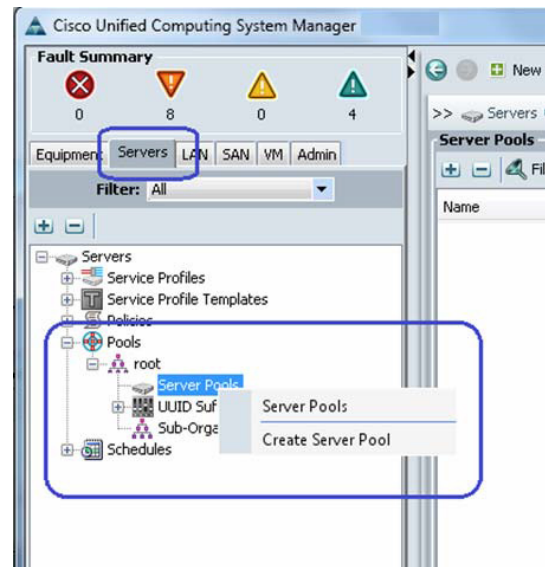 Cisco Unified Computing System Manager
Fault Summary
0 8 0 4
New
>> Servers
Equipment Servers LAN SAN VM Admin
Server Pools
Filter: All
Fil
Name
Servers
Service Profiles
Service Profile Templates
Policies
Pools
root
Server Pools
UUID Suf
Sub-Orga
Schedules
Server Pools
Create Server Pool